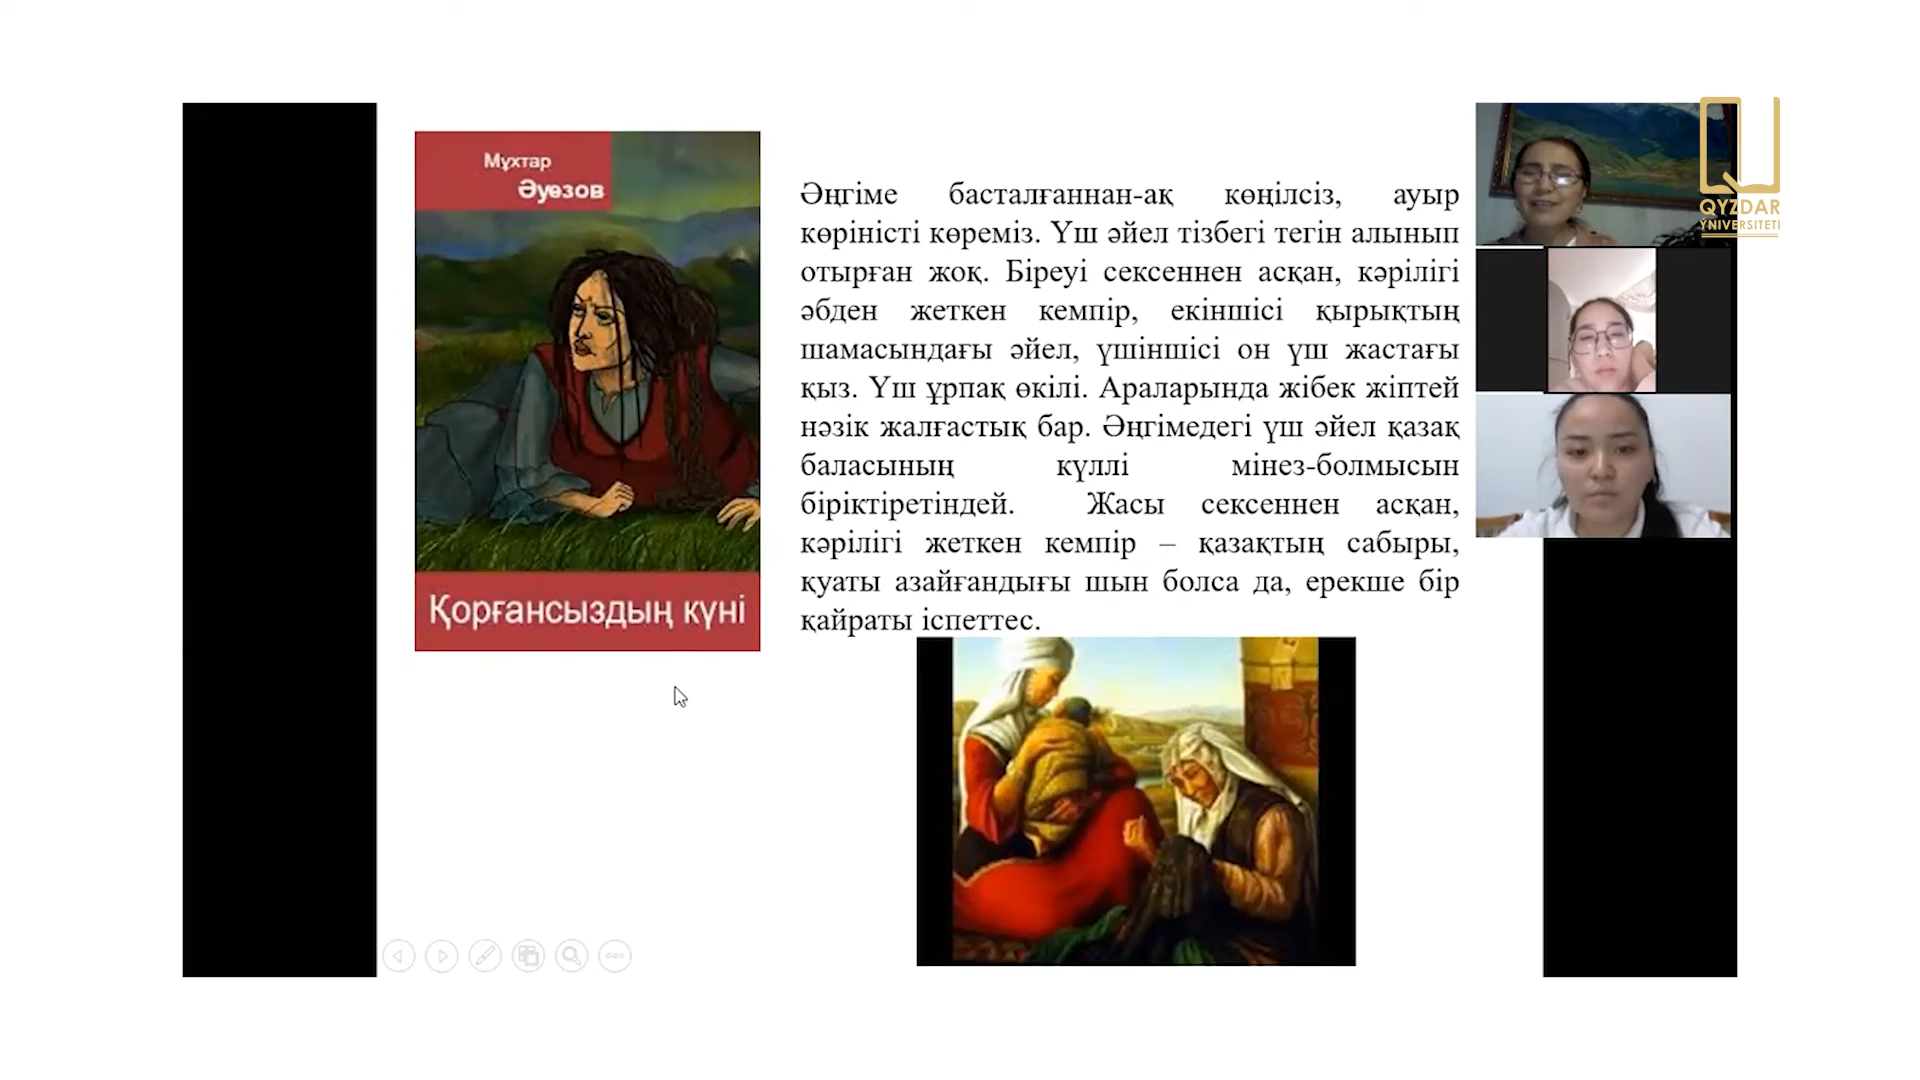 Мұхтар
Әуезов
Қорғансыздың күні
Әңгіме басталғаннан-ақ көңілсіз, ауыр
көріністі көреміз. Үш әйел тізбегі тегін алынып
отырған жоқ. Біреуі сексеннен асқан, кәрілігі
әбден жеткен кемпір, екіншісі қырықтың
шамасындағы әйел, үшіншісі он үш жастағы
қыз. Үш ұрпақ өкілі. Араларында жібек жіптей
нәзік жалғастық бар. Әңгімедегі үш әйел қазақ
баласының күллі мінез-болмысын
біріктіретіндей. Жасы сексеннен асқан,
кәрілігі жеткен кемпір – қазақтың сабыры,
қуаты азайғандығы шын болса да, ерекше бір
қайраты іспеттес.
QYZDAR
ÝNIVERSITETI